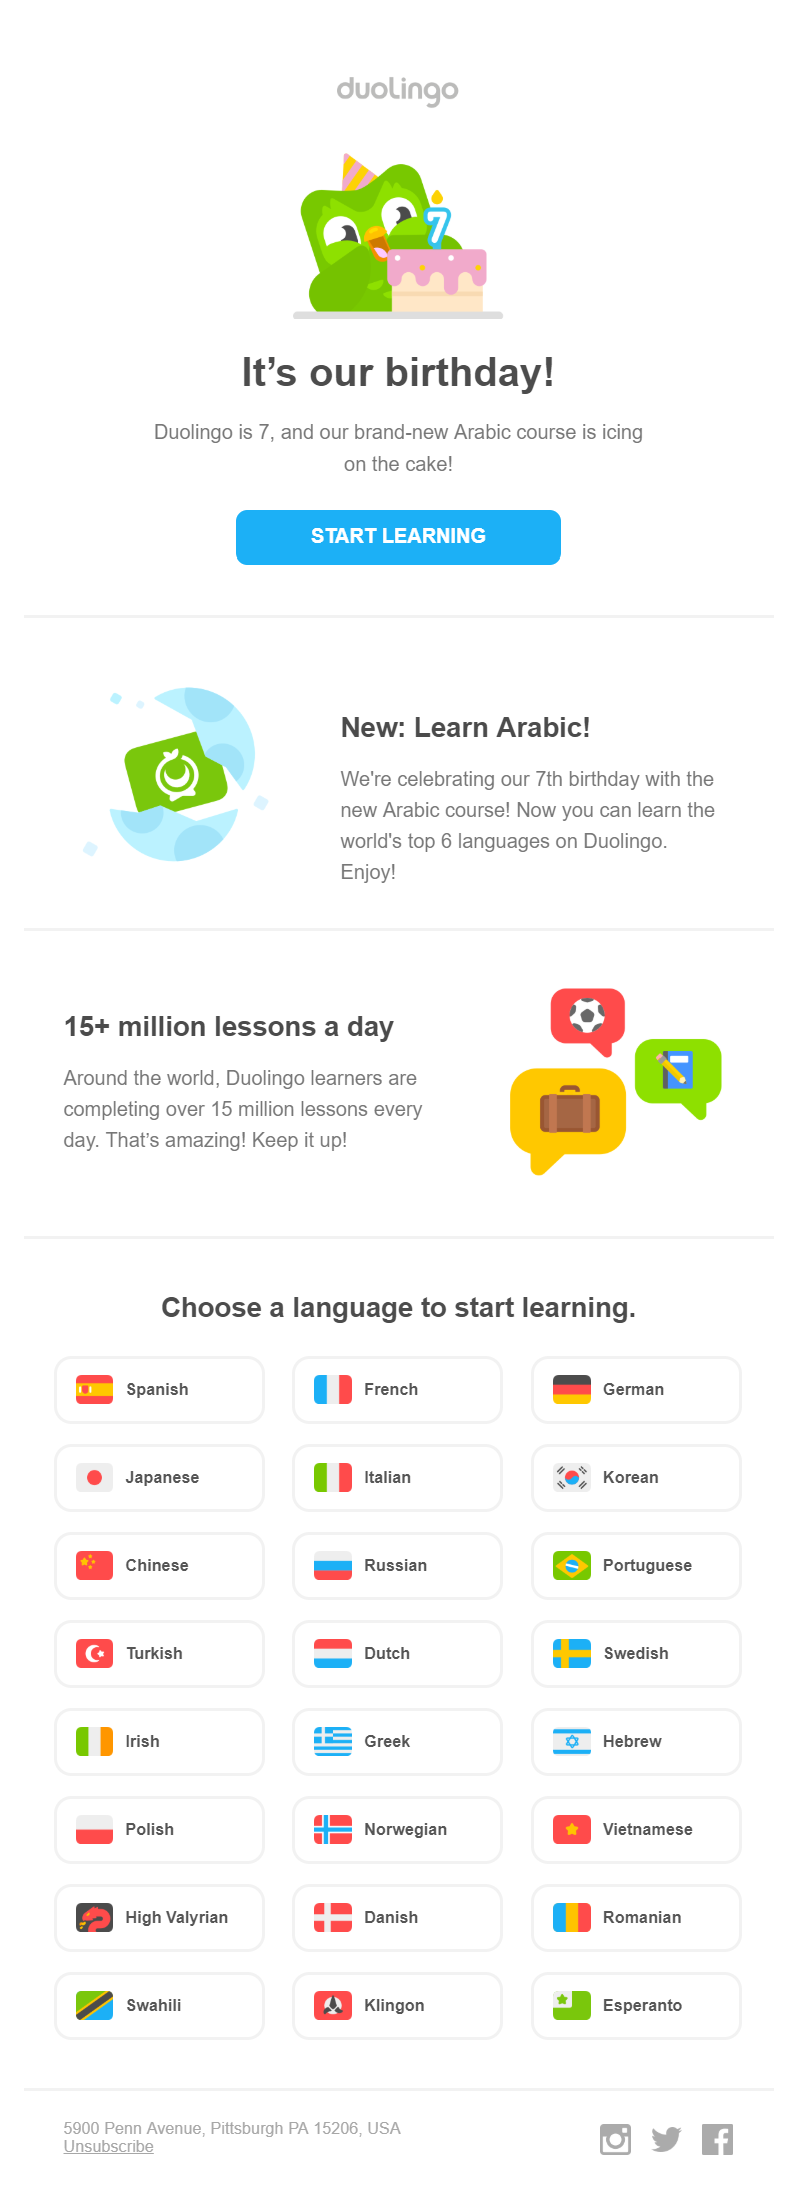 duolingo
7
It's our birthday!
Duolingo is 7, and our brand-new Arabic course is icing
on the cake!
START LEARNING
New: Learn Arabic!
We're celebrating our 7th birthday with the
new Arabic course! Now you can learn the
world's top 6 languages on Duolingo.
Enjoy!
15+ million lessons a day
Around the world, Duolingo learners are
completing over 15 million lessons every
day. That's amazing! Keep it up!
Choose a language to start learning.
Spanish
French
German
Japanese
Italian
Korean
Chinese
Russian
Portuguese
Turkish
Dutch
Swedish
Irish
Greek
Hebrew
Polish
Norwegian
Vietnamese
High Valyrian
Danish
Romanian
Swahili
Klingon
Esperanto
5900 Penn Avenue, Pittsburgh PA 15206, USA
Unsubscribe